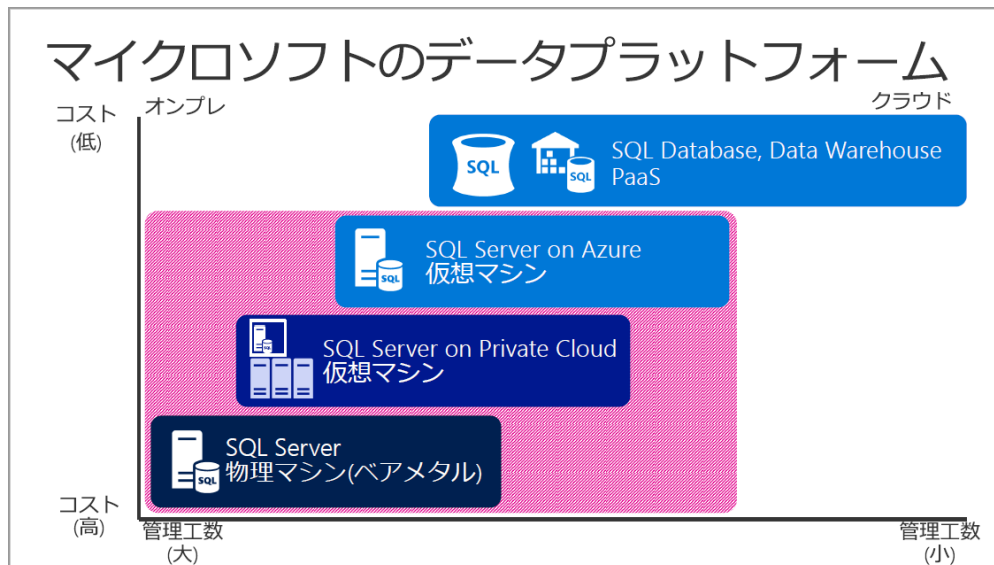 マイクロソフトのデータプラットフォーム
コスト
(低)
オンプレ
クラウド
SQL
SQL
SQL Database, Data Warehouse
PaaS
SQL
SQL Server on Azure
仮想マシン
SQL
SQL Server on Private Cloud
仮想マシン
SQL
SQL Server
物理マシン(ベアメタル)
コスト
(高)
管理工数
(大)
管理工数
(小)